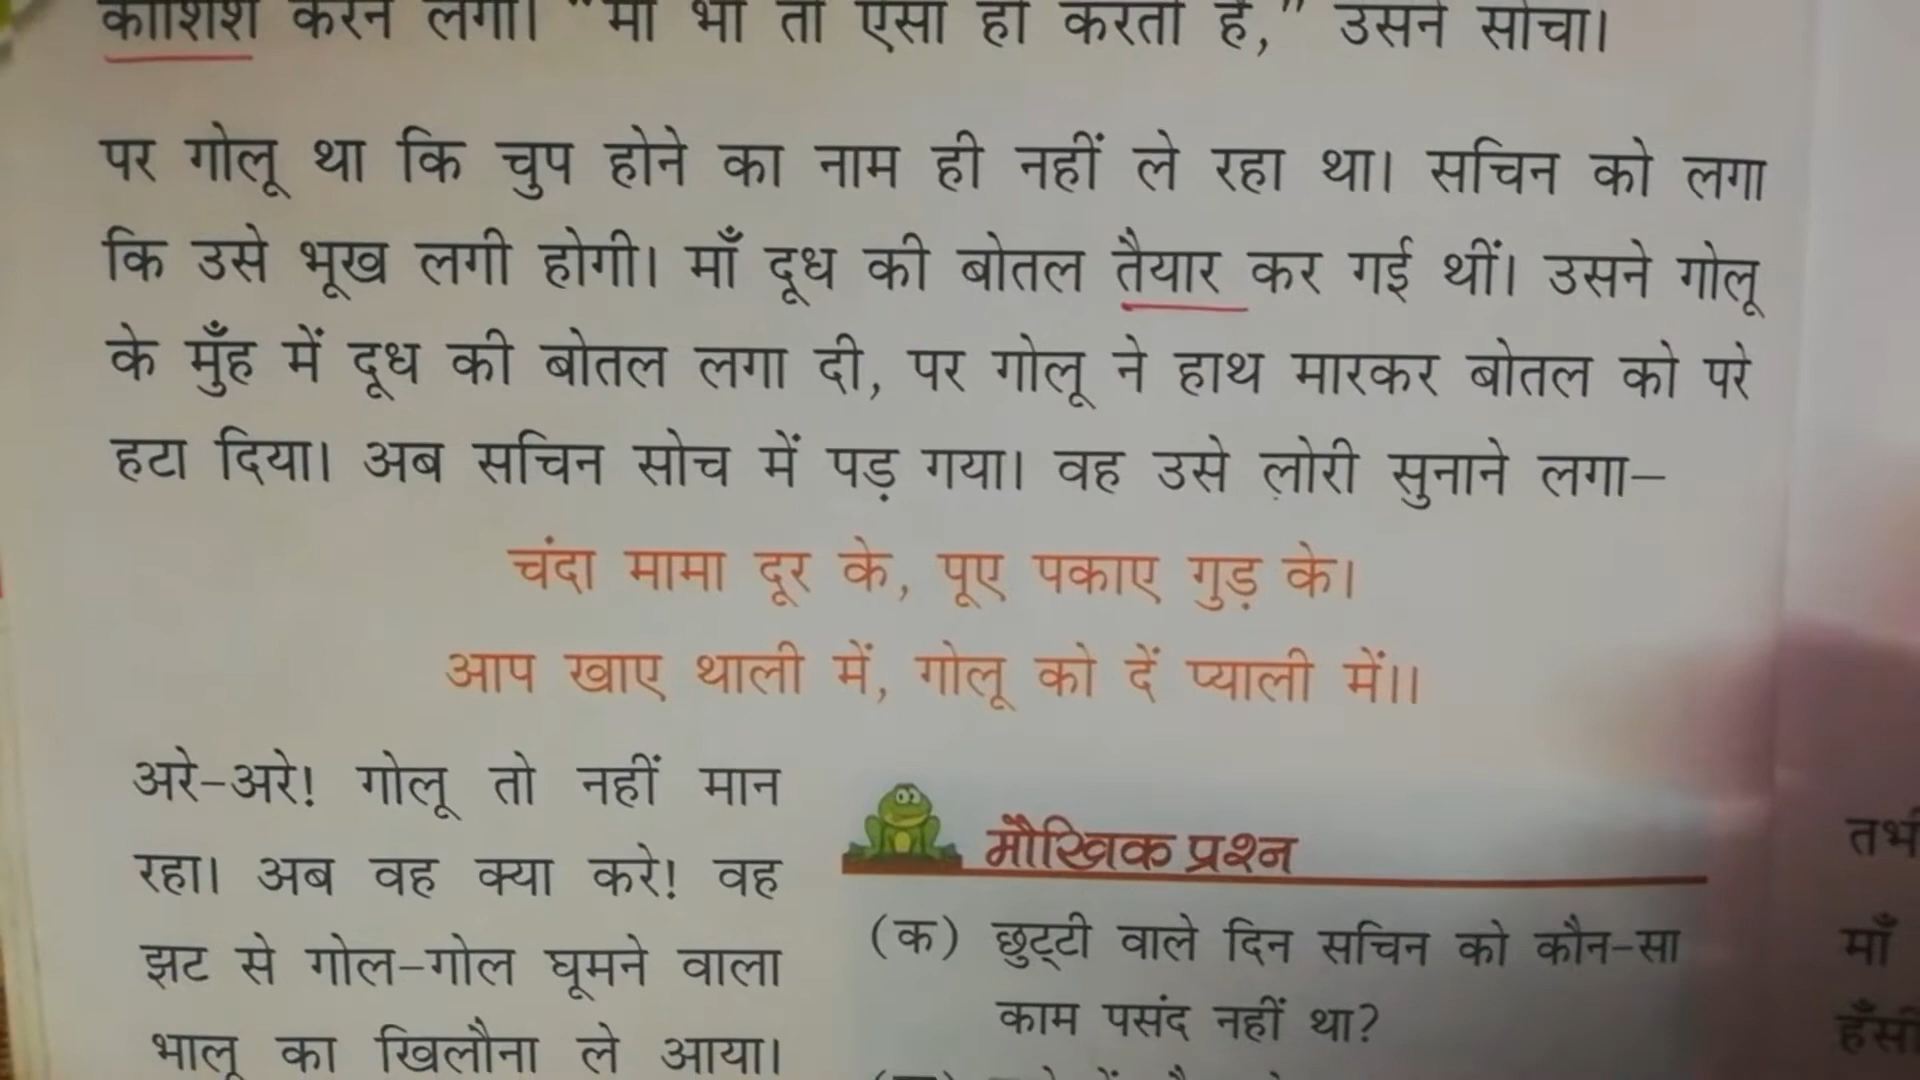 कोशिश करने लगा। "माँ भी तो ऐसा ही करती हैं," उसने सोचा।
पर गोलू था कि चुप होने का नाम ही नहीं ले रहा था। सचिन को लगा
कि उसे भूख लगी होगी। माँ दूध की बोतल तैयार कर गई थीं। उसने गोलू
के मुँह में दूध की बोतल लगा दी, पर गोलू ने हाथ मारकर बोतल को परे
हटा दिया। अब सचिन सोच में पड़ गया। वह उसे लोरी सुनाने लगा–
चंदा मामा दूर के, पूए पकाए गुड़ के।
आप खाए थाली में, गोलू को दें प्याली में।।
अरे-अरे! गोलू तो नहीं मान
रहा। अब वह क्या करे! वह
झट से गोल-गोल घूमने वाला
भालू का खिलौना ले आया।
मौखिक प्रश्न
(क) छुट्टी वाले दिन सचिन को कौन-सा
काम पसंद नहीं था?
माँ